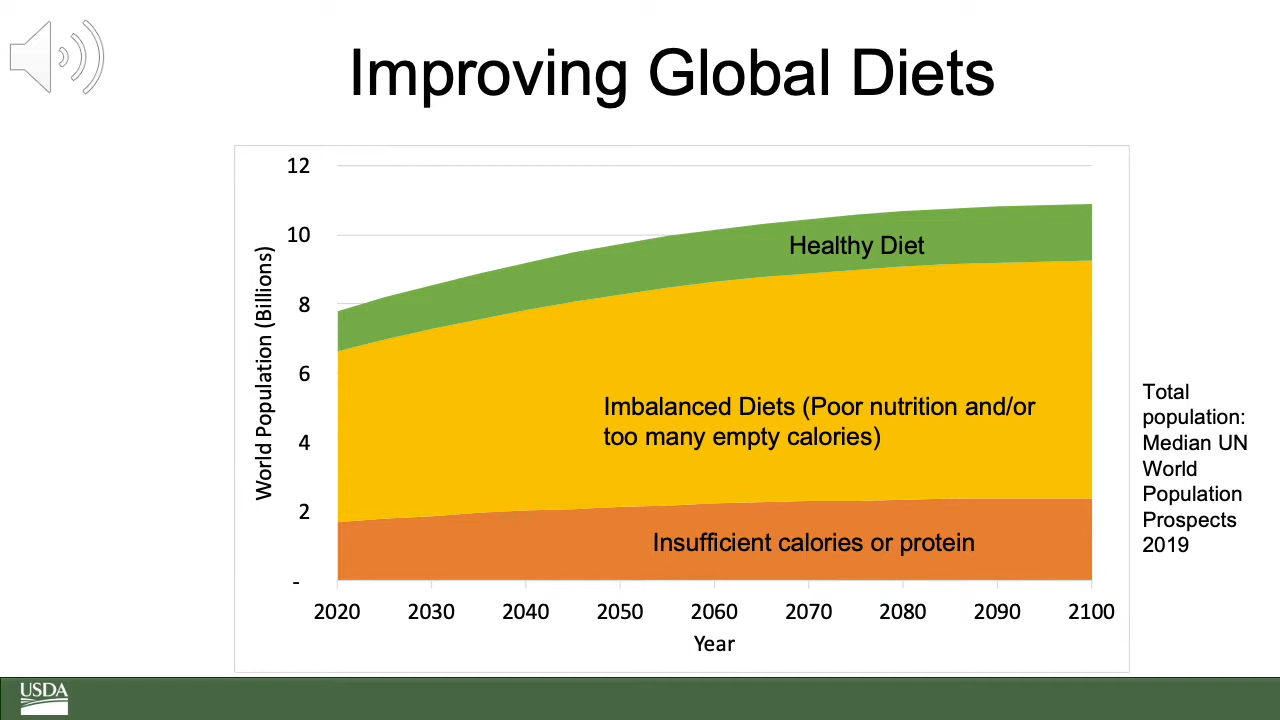 Improving Global Diets
12
10
8
6
4
2
-
World Population (Billions)
Healthy Diet
Imbalanced Diets (Poor nutrition and/or
too many empty calories)
Insufficient calories or protein
2020 2030 2040 2050 2060 2070 2080 2090 2100
Year
Total
population:
Median UN
World
Population
Prospects
2019
USDA